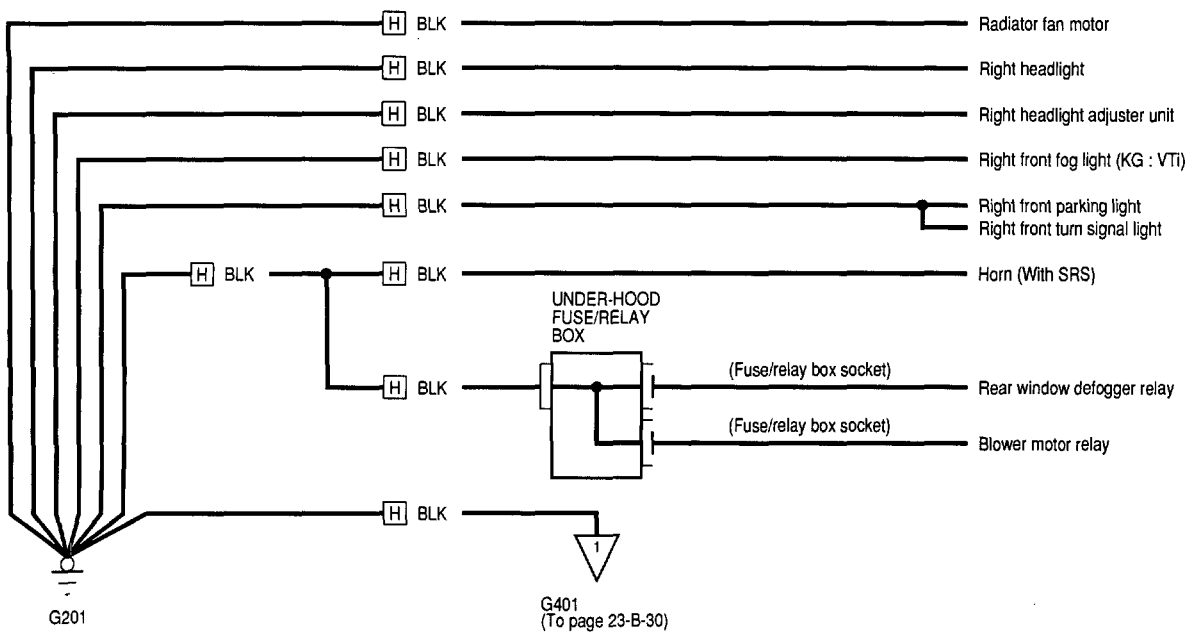 H BLK Radiator fan motor
H BLK Right headlight
H BLK Right headlight adjuster unit
H BLK Right front fog light (KG : VTi)
H BLK Right front parking light
Right front turn signal light
H BLK H BLK Horn (With SRS)
UNDER-HOOD
FUSE/RELAY
BOX
(Fuse/relay box socket)
H BLK Rear window defogger relay
(Fuse/relay box socket)
Blower motor relay
H BLK
1
G201
G401
(To page 23-B-30)